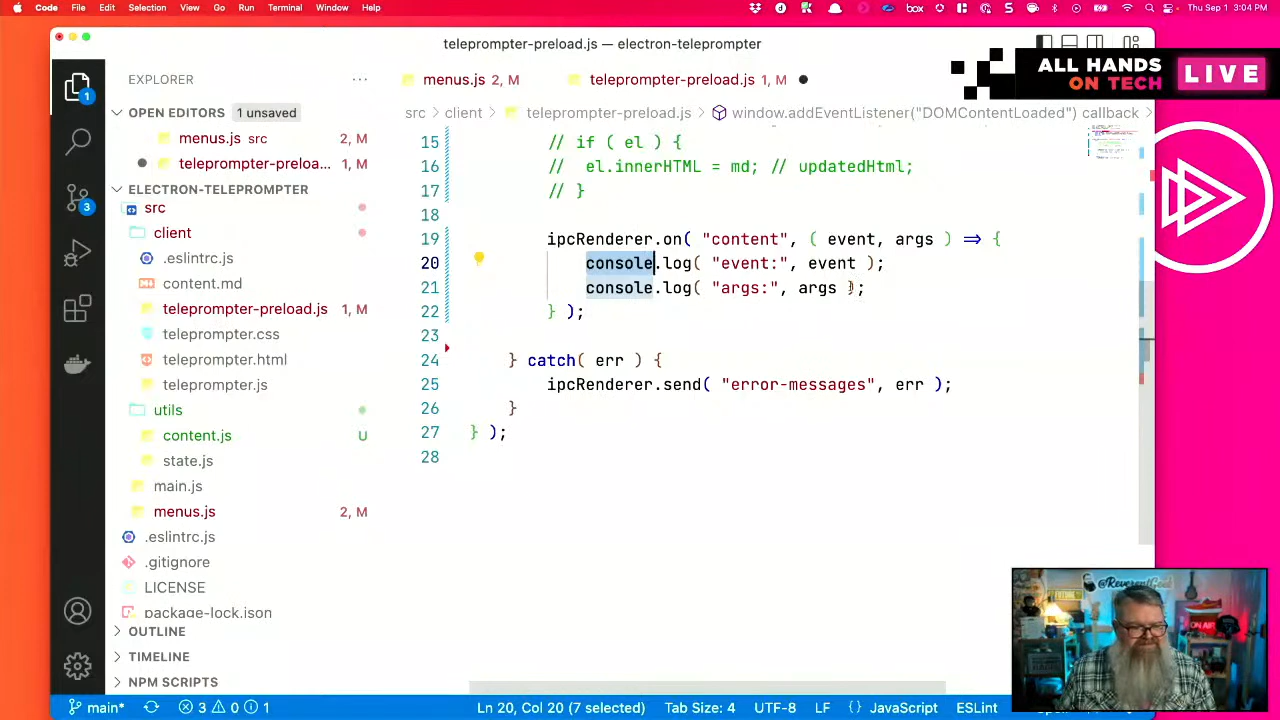 Code File Edit Selection View Go Run Terminal Window Help
box
Thu Sep 1 3:04 PM
teleprompter-preload.js — electron-teleprompter
ALL HANDS
ON TECH
LIVE
EXPLORER ···
menus.js 2, M
teleprompter-preload.js 1, M
OPEN EDITORS 1 unsaved
src > client > teleprompter-preload.js > window.addEventListener("DOMContentLoaded") callback
menus.js src 2, M
teleprompter-preloa... 1, M
ELECTRON-TELEPROMPTER
src
client
.eslintrc.js
content.md
teleprompter-preload.js 1, M
teleprompter.css
teleprompter.html
teleprompter.js
utils
content.js U
state.js
main.js
menus.js 2, M
.eslintrc.js
.gitignore
LICENSE
package-lock.json
OUTLINE
TIMELINE
NPM SCRIPTS
1
3
15 // if ( el ) {
16 // el.innerHTML = md; // updatedHtml;
17 // }
18
19 ipcRenderer.on( "content", ( event, args ) => {
20 console.log( "event:", event );
21 console.log( "args:", args );
22 } );
23
24 } catch( err ) {
25 ipcRenderer.send( "error-messages", err );
26 }
27 } );
28
@ReverentGeek
ON AIR
main* 3 0 1
Ln 20, Col 20 (7 selected) Tab Size: 4 UTF-8 LF {} JavaScript ESLint